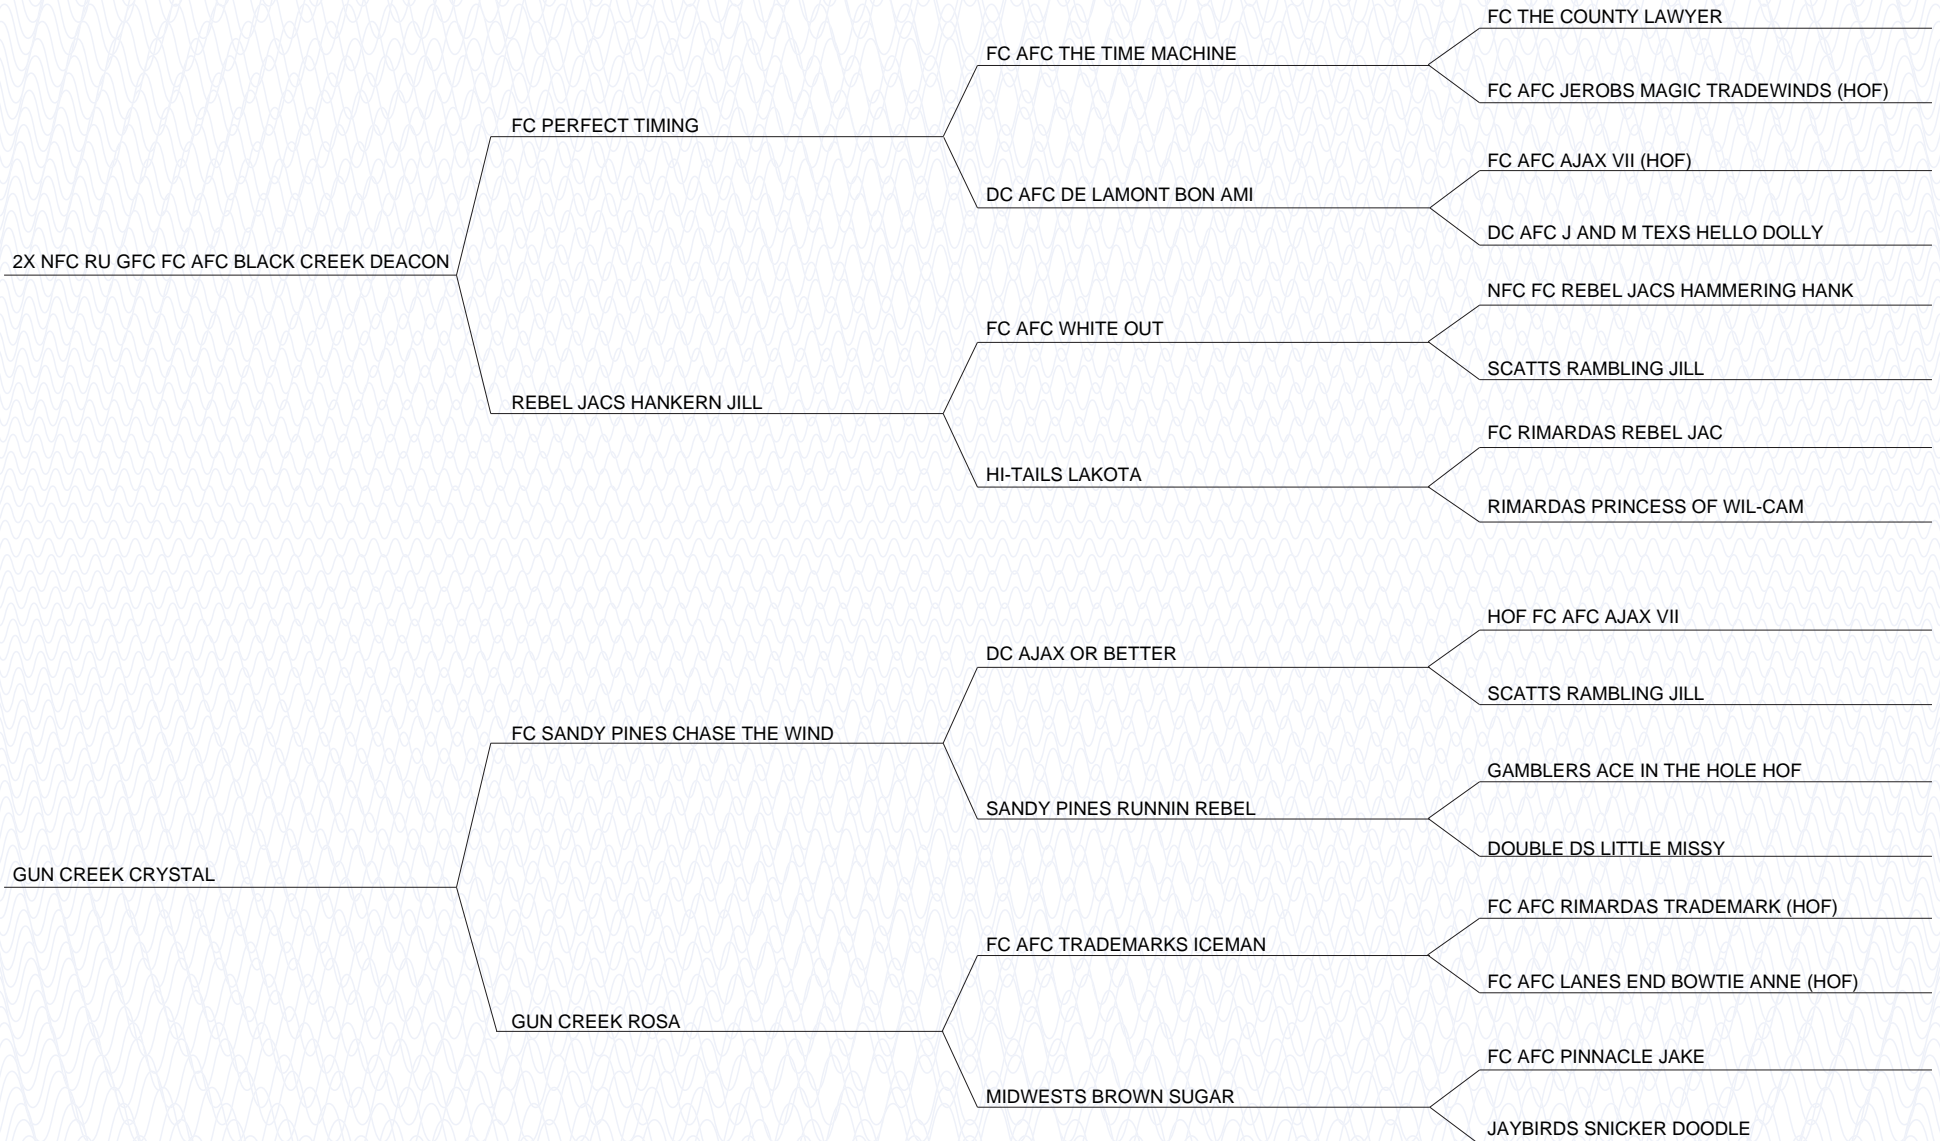 FC THE COUNTY LAWYER
FC AFC THE TIME MACHINE
FC AFC JEROBS MAGIC TRADEWINDS (HOF)
FC PERFECT TIMING
FC AFC AJAX VII (HOF)
DC AFC DE LAMONT BON AMI
DC AFC J AND M TEXS HELLO DOLLY
2X NFC RU GFC FC AFC BLACK CREEK DEACON
NFC FC REBEL JACS HAMMERING HANK
FC AFC WHITE OUT
SCATTS RAMBLING JILL
REBEL JACS HANKERN JILL
FC RIMARDAS REBEL JAC
HI-TAILS LAKOTA
RIMARDAS PRINCESS OF WIL-CAM
HOF FC AFC AJAX VII
DC AJAX OR BETTER
SCATTS RAMBLING JILL
FC SANDY PINES CHASE THE WIND
GAMBLERS ACE IN THE HOLE HOF
SANDY PINES RUNNIN REBEL
DOUBLE DS LITTLE MISSY
GUN CREEK CRYSTAL
FC AFC RIMARDAS TRADEMARK (HOF)
FC AFC TRADEMARKS ICEMAN
FC AFC LANES END BOWTIE ANNE (HOF)
GUN CREEK ROSA
FC AFC PINNACLE JAKE
MIDWESTS BROWN SUGAR
JAYBIRDS SNICKER DOODLE